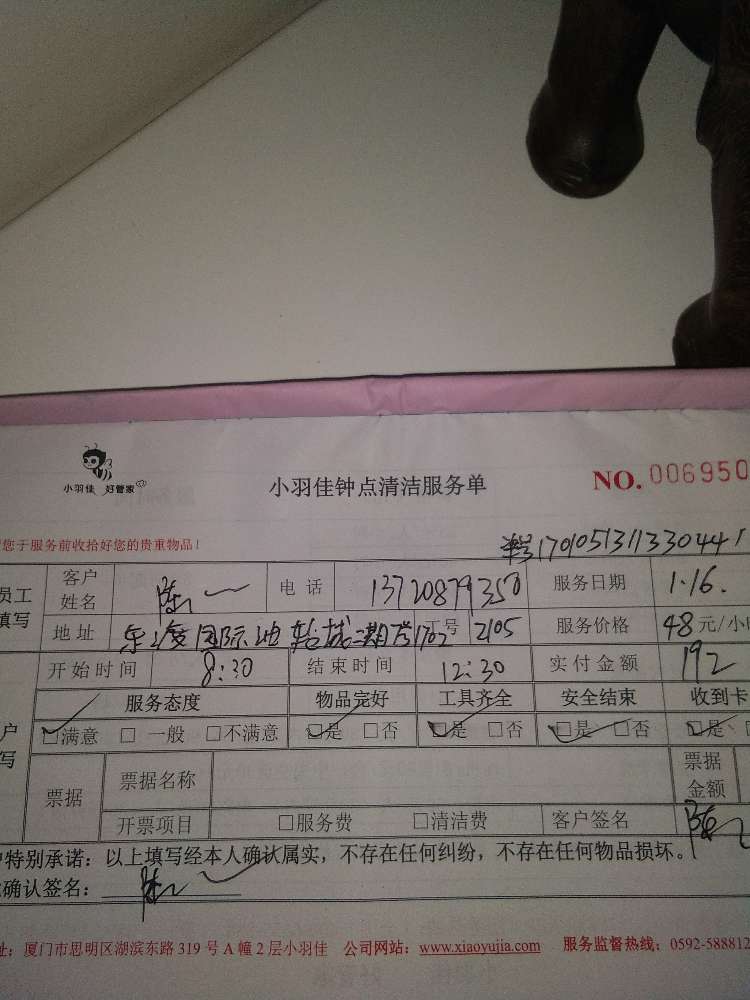 小羽佳 好管家
小羽佳钟点清洁服务单
NO. 006950
您于服务前收拾好您的贵重物品！
170105131133044
员工填写 客户姓名 陈一 电话 13720879350 服务日期 1.16.
地址 国际 1702 工号 2105 服务价格 48元/小
开始时间 8:30 结束时间 12:30 实付金额 192
服务态度 物品完好 工具齐全 安全结束 收到卡
户写 ☑满意 □一般 □不满意 ☑是 □否 ☑是 □否 ☑是 □否 ☑是
票据 票据名称 票据金额
开票项目 □服务费 □清洁费 客户签名
特别承诺：以上填写经本人确认属实，不存在任何纠纷，不存在任何物品损坏。
确认签名：
址：厦门市思明区湖滨东路319号A幢2层小羽佳 公司网站：www.xiaoyujia.com 服务监督热线：0592-588812